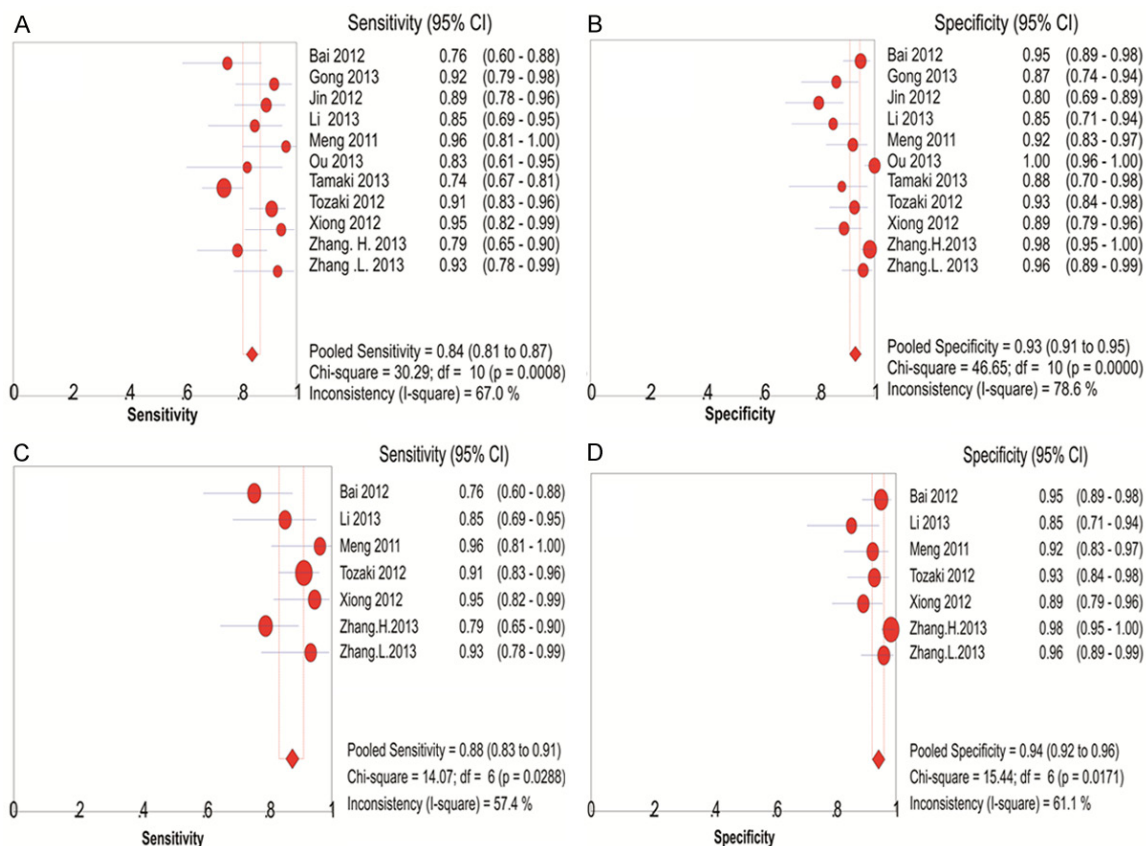 A
Sensitivity (95% CI)
Bai 2012 0.76 (0.60 - 0.88)
Gong 2013 0.92 (0.79 - 0.98)
Jin 2012 0.89 (0.78 - 0.96)
Li 2013 0.85 (0.69 - 0.95)
Meng 2011 0.96 (0.81 - 1.00)
Ou 2013 0.83 (0.61 - 0.95)
Tamaki 2013 0.74 (0.67 - 0.81)
Tozaki 2012 0.91 (0.83 - 0.96)
Xiong 2012 0.95 (0.82 - 0.99)
Zhang. H. 2013 0.79 (0.65 - 0.90)
Zhang .L. 2013 0.93 (0.78 - 0.99)
Pooled Sensitivity = 0.84 (0.81 to 0.87)
Chi-square = 30.29; df = 10 (p = 0.0008)
Inconsistency (I-square) = 67.0 %
0 .2 .4 .6 .8 1
Sensitivity
B
Specificity (95% CI)
Bai 2012 0.95 (0.89 - 0.98)
Gong 2013 0.87 (0.74 - 0.94)
Jin 2012 0.80 (0.69 - 0.89)
Li 2013 0.85 (0.71 - 0.94)
Meng 2011 0.92 (0.83 - 0.97)
Ou 2013 1.00 (0.96 - 1.00)
Tamaki 2013 0.88 (0.70 - 0.98)
Tozaki 2012 0.93 (0.84 - 0.98)
Xiong 2012 0.89 (0.79 - 0.96)
Zhang.H.2013 0.98 (0.95 - 1.00)
Zhang.L. 2013 0.96 (0.89 - 0.99)
Pooled Specificity = 0.93 (0.91 to 0.95)
Chi-square = 46.65; df = 10 (p = 0.0000)
Inconsistency (I-square) = 78.6 %
0 .2 .4 .6 .8 1
Specificity
C
Sensitivity (95% CI)
Bai 2012 0.76 (0.60 - 0.88)
Li 2013 0.85 (0.69 - 0.95)
Meng 2011 0.96 (0.81 - 1.00)
Tozaki 2012 0.91 (0.83 - 0.96)
Xiong 2012 0.95 (0.82 - 0.99)
Zhang.H.2013 0.79 (0.65 - 0.90)
Zhang.L.2013 0.93 (0.78 - 0.99)
Pooled Sensitivity = 0.88 (0.83 to 0.91)
Chi-square = 14.07; df = 6 (p = 0.0288)
Inconsistency (I-square) = 57.4 %
0 .2 .4 .6 .8 1
Sensitivity
D
Specificity (95% CI)
Bai 2012 0.95 (0.89 - 0.98)
Li 2013 0.85 (0.71 - 0.94)
Meng 2011 0.92 (0.83 - 0.97)
Tozaki 2012 0.93 (0.84 - 0.98)
Xiong 2012 0.89 (0.79 - 0.96)
Zhang.H.2013 0.98 (0.95 - 1.00)
Zhang.L.2013 0.96 (0.89 - 0.99)
Pooled Specificity = 0.94 (0.92 to 0.96)
Chi-square = 15.44; df = 6 (p = 0.0171)
Inconsistency (I-square) = 61.1 %
0 .2 .4 .6 .8 1
Specificity